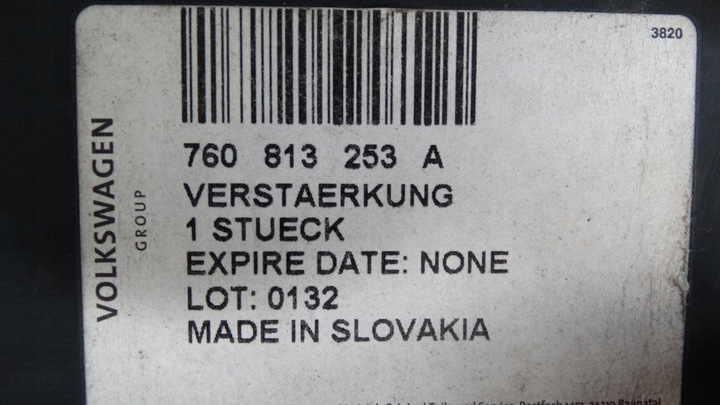 3820
VOLKSWAGEN
GROUP
760 813 253 A
VERSTAERKUNG
1 STUECK
EXPIRE DATE: NONE
LOT: 0132
MADE IN SLOVAKIA